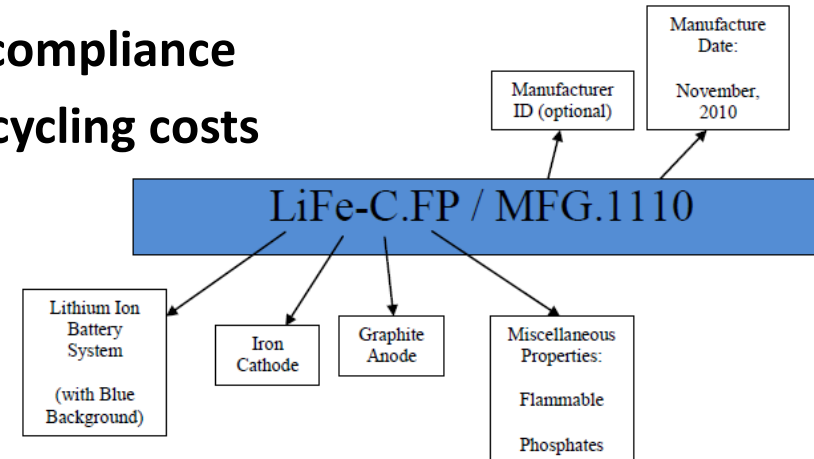 compliance
cycling costs
Manufacturer
ID (optional)
Manufacture
Date:
November,
2010
LiFe-C.FP / MFG.1110
Lithium Ion
Battery
System
(with Blue
Background)
Iron
Cathode
Graphite
Anode
Miscellaneous
Properties:
Flammable
Phosphates